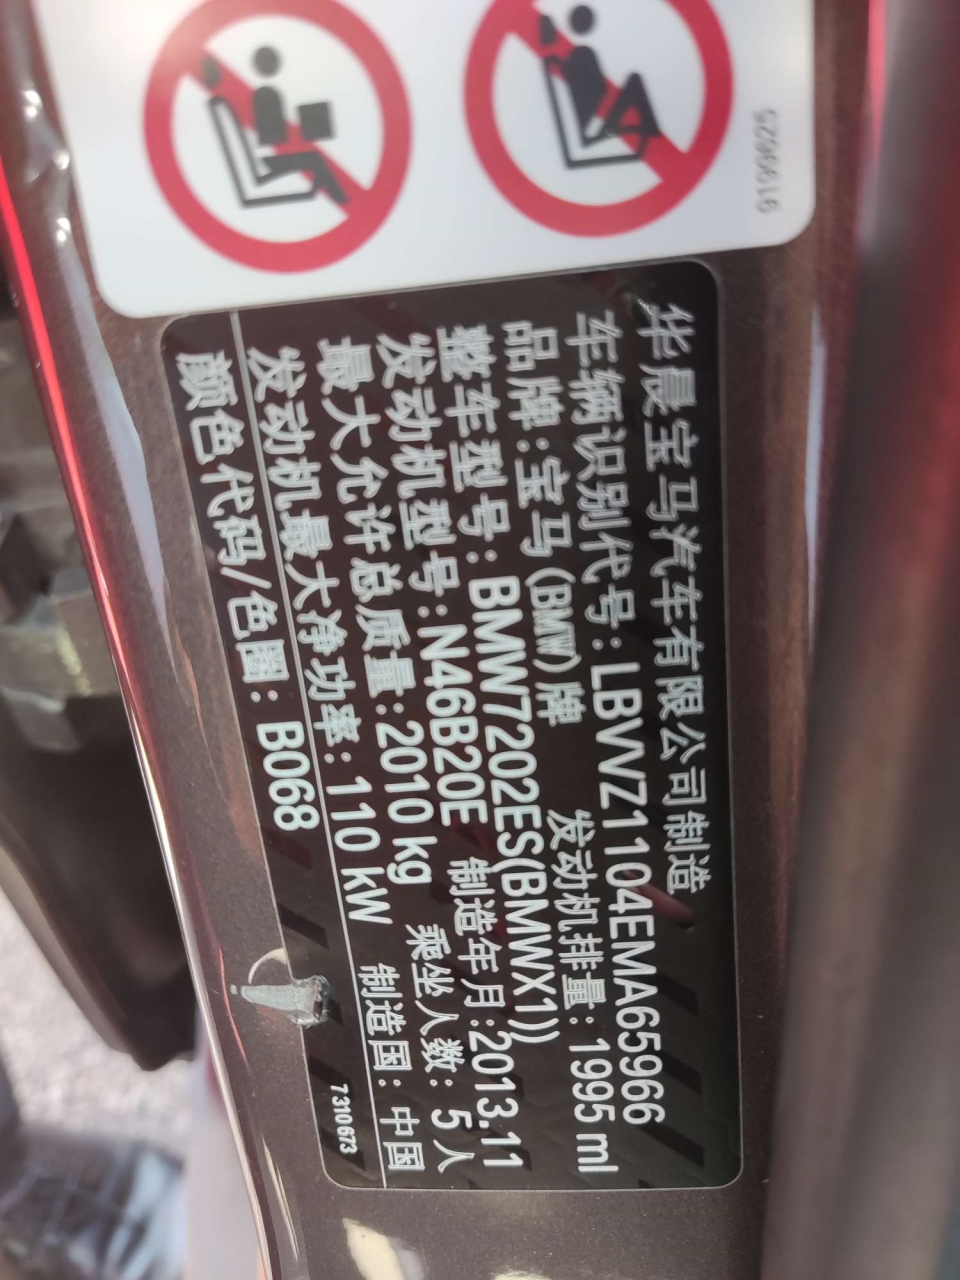 9199625
华晨宝马汽车有限公司制造
车辆识别代号: LBVVZ1104EMA65966
品牌:宝马(BMW)牌 发动机排量: 1995 ml
整车型号: BMW7202ES(BMWX1))
发动机型号:N46B20E 制造年月:2013.11
最大允许总质量:2010 kg 乘坐人数: 5 人
发动机最大净功率: 110 kW 制造国: 中国
颜色代码/色圖: B068 7310673